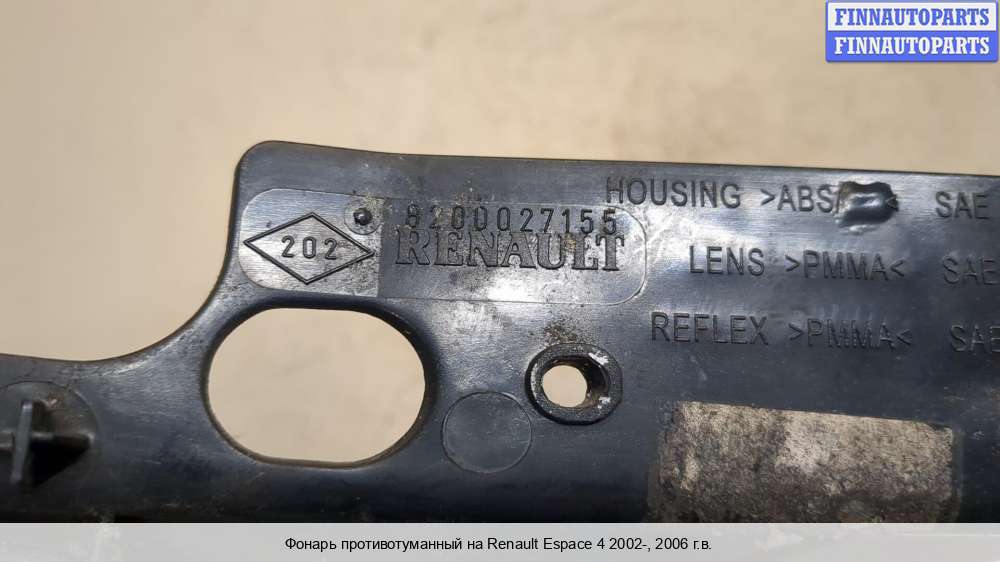 FINNAUTOPARTS
FINNAUTOPARTS
HOUSING >ABS/ SAE
8200027155
202
RENAULT
LENS >PMMA< SAE
REFLEX >PMMA< SAE
Фонарь противотуманный на Renault Espace 4 2002-, 2006 г.в.